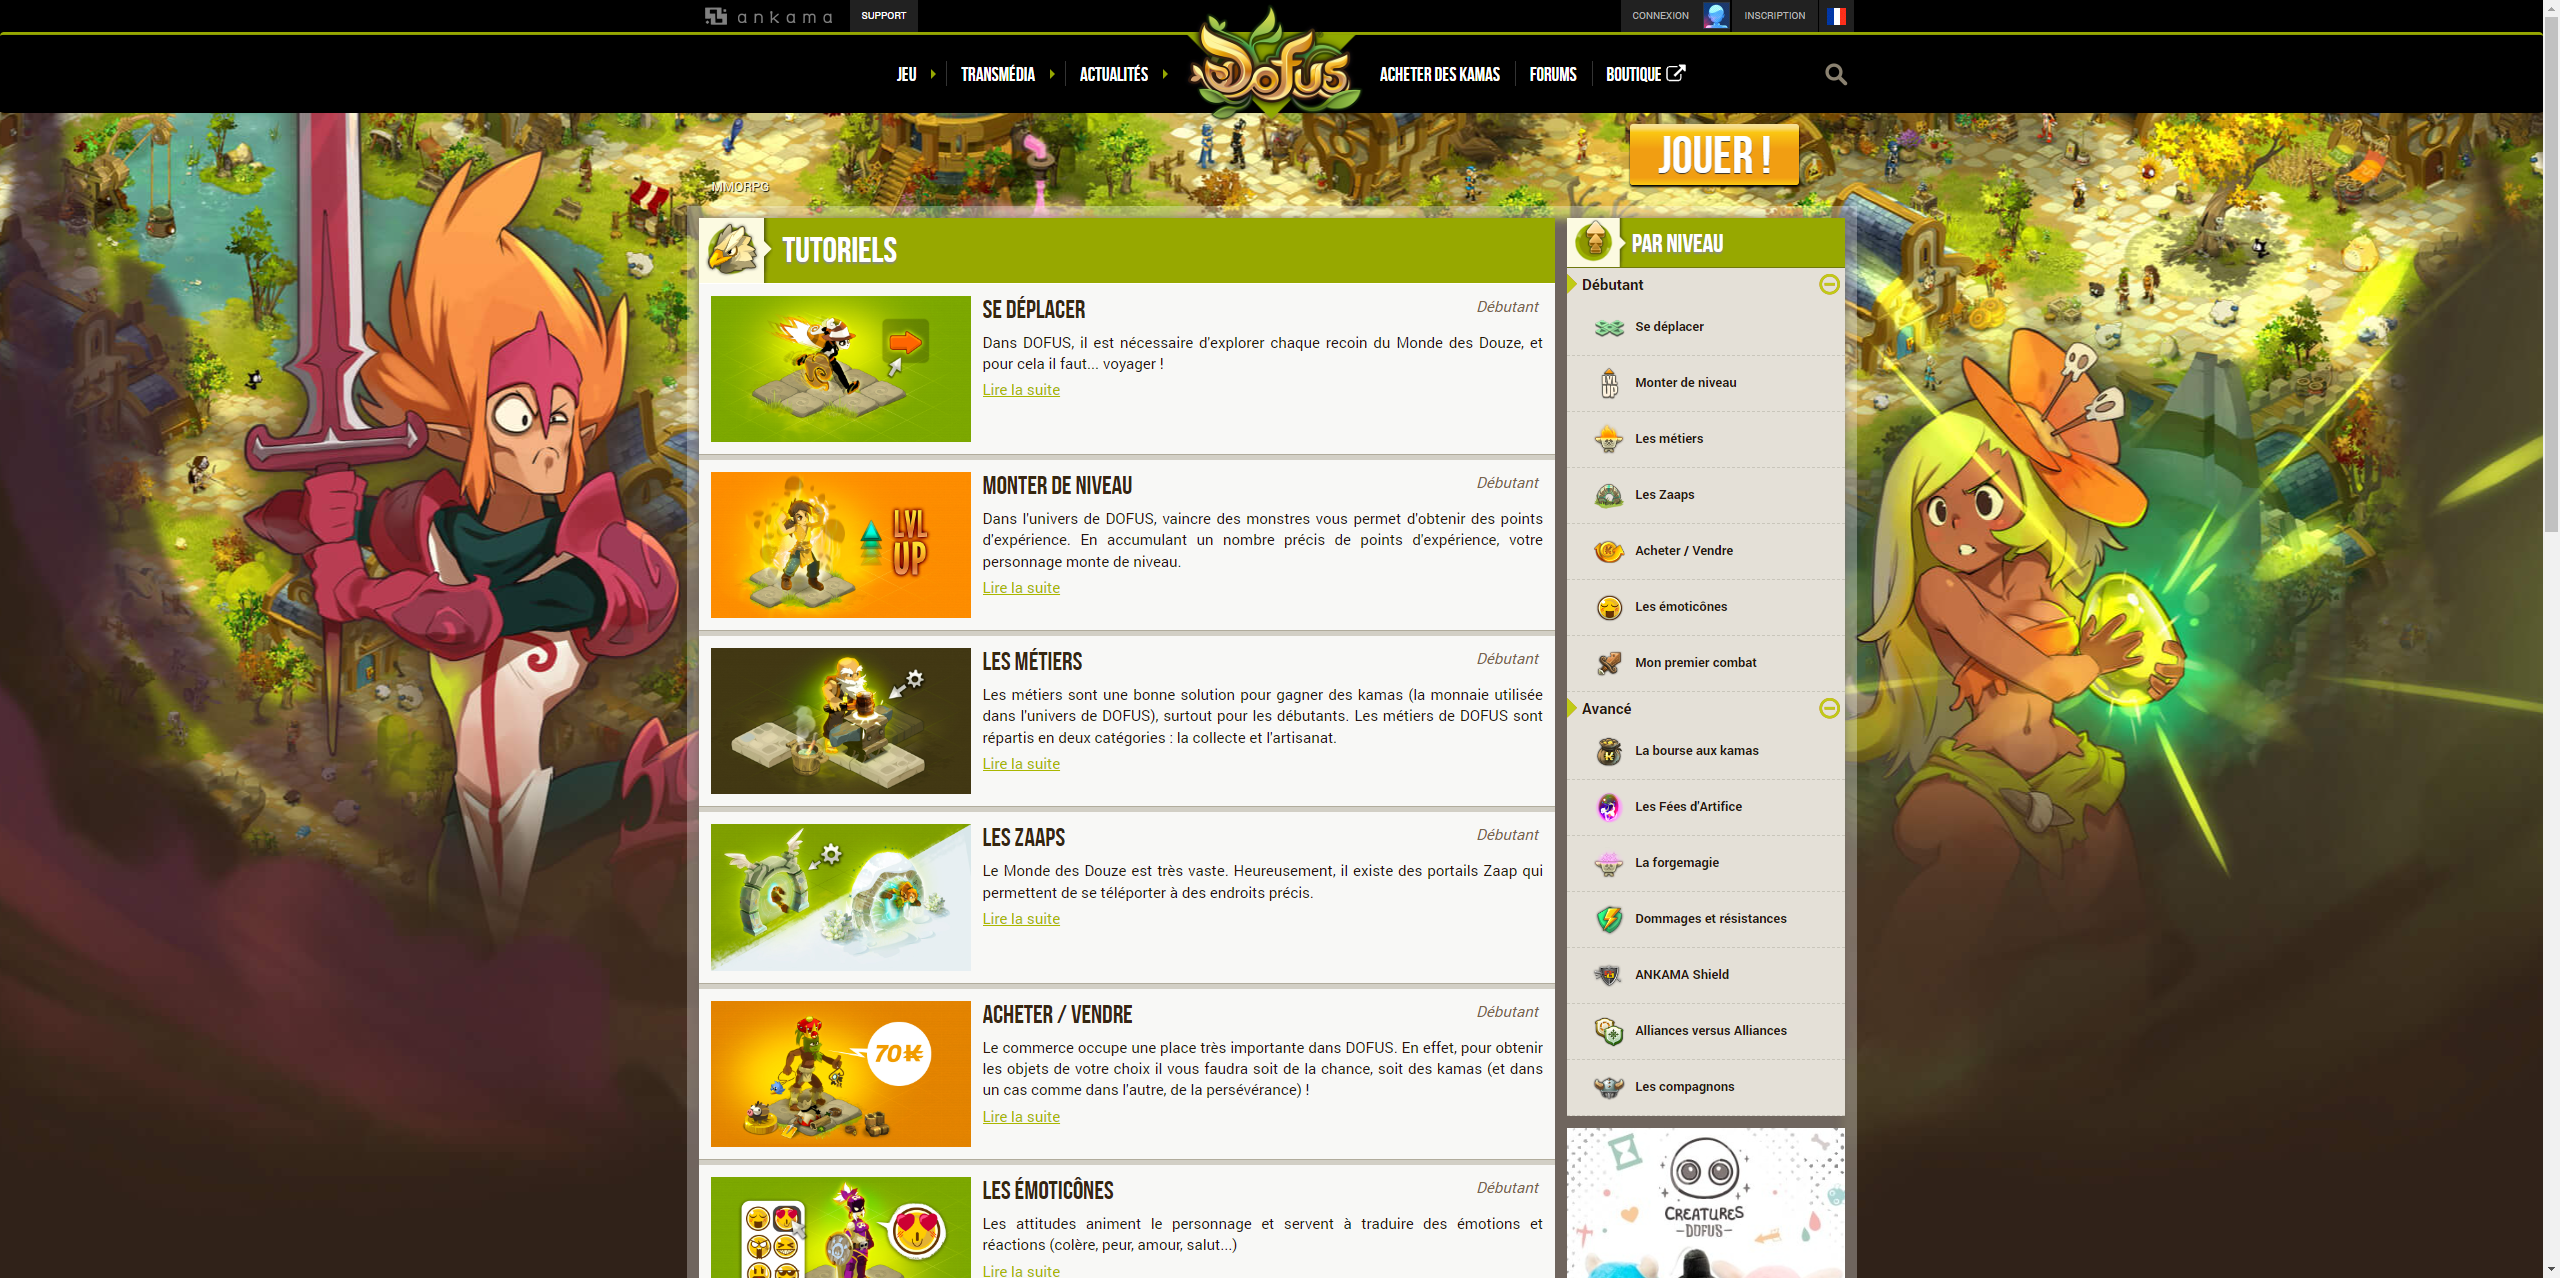 ankama
SUPPORT
CONNEXION
INSCRIPTION
JEU
TRANSMÉDIA
ACTUALITÉS
DOFUS
ACHETER DES KAMAS
FORUMS
BOUTIQUE
JOUER !
MMORPG
TUTORIELS
SE DÉPLACER
Débutant
Dans DOFUS, il est nécessaire d'explorer chaque recoin du Monde des Douze, et
pour cela il faut... voyager !
Lire la suite
LVL
UP
MONTER DE NIVEAU
Débutant
Dans l'univers de DOFUS, vaincre des monstres vous permet d'obtenir des points
d'expérience. En accumulant un nombre précis de points d'expérience, votre
personnage monte de niveau.
Lire la suite
LES MÉTIERS
Débutant
Les métiers sont une bonne solution pour gagner des kamas (la monnaie utilisée
dans l'univers de DOFUS), surtout pour les débutants. Les métiers de DOFUS sont
répartis en deux catégories : la collecte et l'artisanat.
Lire la suite
LES ZAAPS
Débutant
Le Monde des Douze est très vaste. Heureusement, il existe des portails Zaap qui
permettent de se téléporter à des endroits précis.
Lire la suite
70 K
ACHETER / VENDRE
Débutant
Le commerce occupe une place très importante dans DOFUS. En effet, pour obtenir
les objets de votre choix il vous faudra soit de la chance, soit des kamas (et dans
un cas comme dans l'autre, de la persévérance) !
Lire la suite
LES ÉMOTICÔNES
Débutant
Les attitudes animent le personnage et servent à traduire des émotions et
réactions (colère, peur, amour, salut...)
Lire la suite
PAR NIVEAU
Débutant
Se déplacer
LVL
UP
Monter de niveau
Les métiers
Les Zaaps
Acheter / Vendre
Les émoticônes
Mon premier combat
Avancé
La bourse aux kamas
Les Fées d'Artifice
La forgemagie
Dommages et résistances
ANKAMA Shield
Alliances versus Alliances
Les compagnons
CREATURES
-DOFUS-